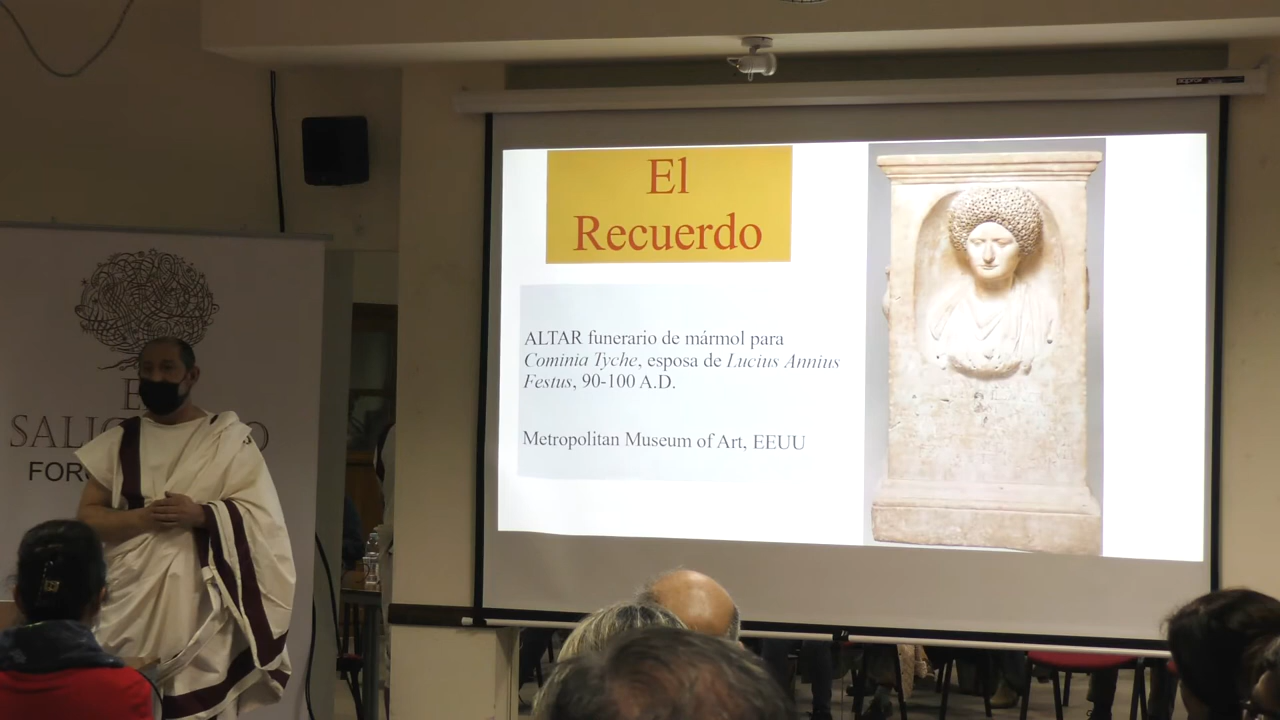 El
Recuerdo
ALTAR funerario de mármol para
Cominia Tyche, esposa de Lucius Annius
Festus, 90-100 A.D.
Metropolitan Museum of Art, EEUU